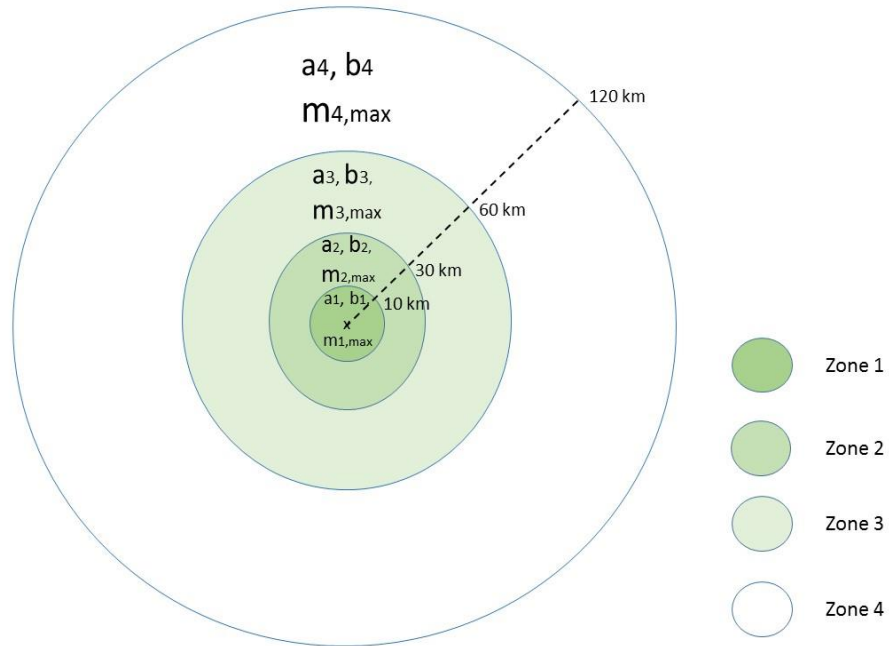 a4, b4
m4,max
120 km
a3, b3,
m3,max
60 km
a2, b2,
m2,max
30 km
a1, b1,
10 km
m1,max
Zone 1
Zone 2
Zone 3
Zone 4